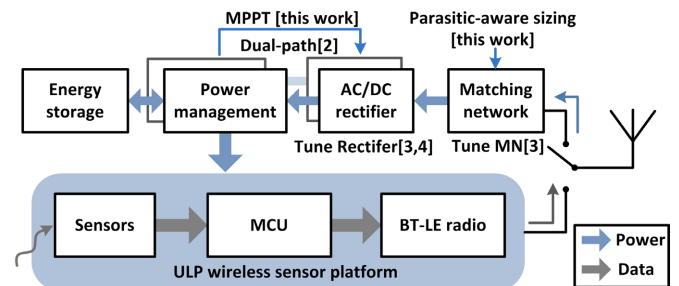 MPPT [this work]
Parasitic-aware sizing
[this work]
Dual-path[2]
Energy
storage
Power
management
AC/DC
rectifier
Matching
network
Tune Rectifer[3,4]
Tune MN[3]
Sensors
MCU
BT-LE radio
ULP wireless sensor platform
Power
Data